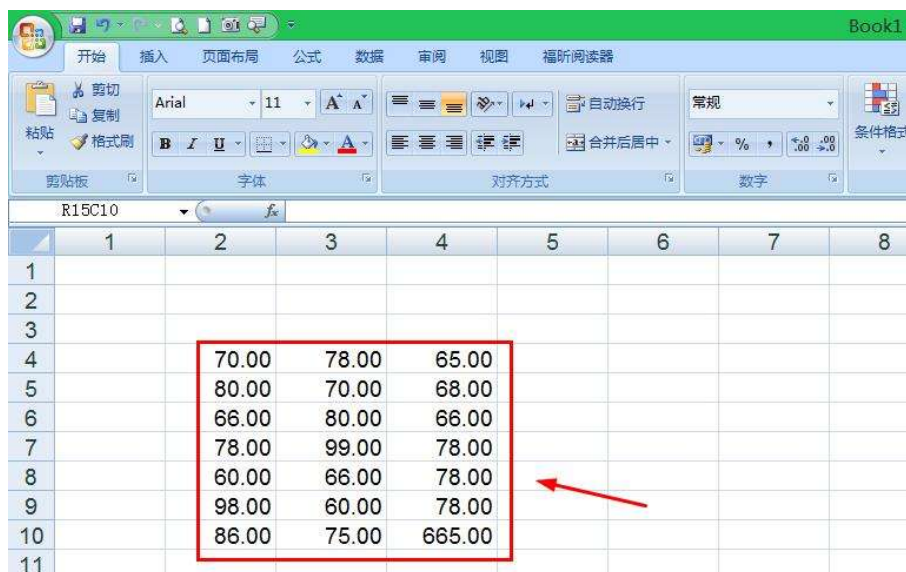 Book1
开始 插入 页面布局 公式 数据 审阅 视图 福昕阅读器
剪切
Arial 11 A A 自动换行 常规
复制
粘贴 格式刷 B I U A 合并后居中 % , .0 .00 .00 .0 条件格式
剪贴板 字体 对齐方式 数字
R15C10 fx
1 2 3 4 5 6 7 8
1
2
3
4 70.00 78.00 65.00
5 80.00 70.00 68.00
6 66.00 80.00 66.00
7 78.00 99.00 78.00
8 60.00 66.00 78.00
9 98.00 60.00 78.00
10 86.00 75.00 665.00
11